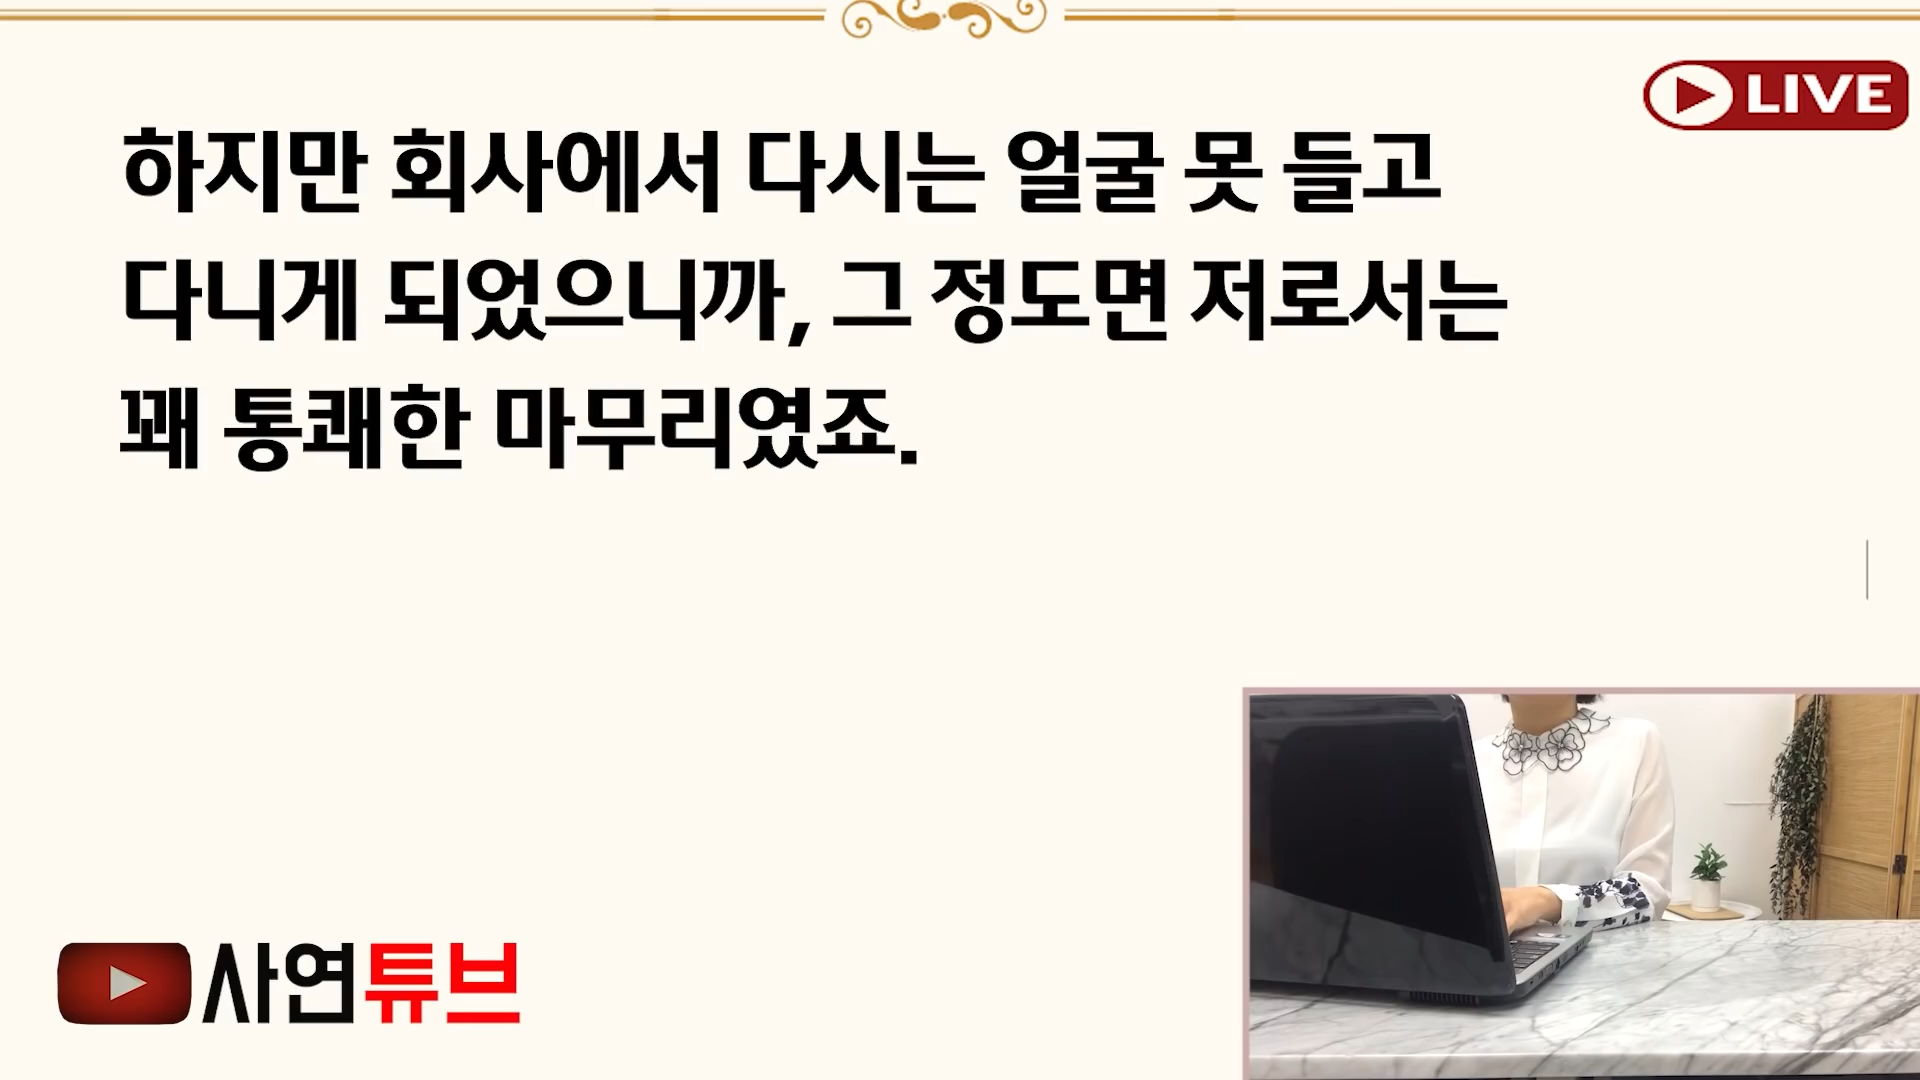 LIVE
하지만 회사에서 다시는 얼굴 못 들고
다니게 되었으니까, 그 정도면 저로서는
꽤 통쾌한 마무리였죠.
사연튜브